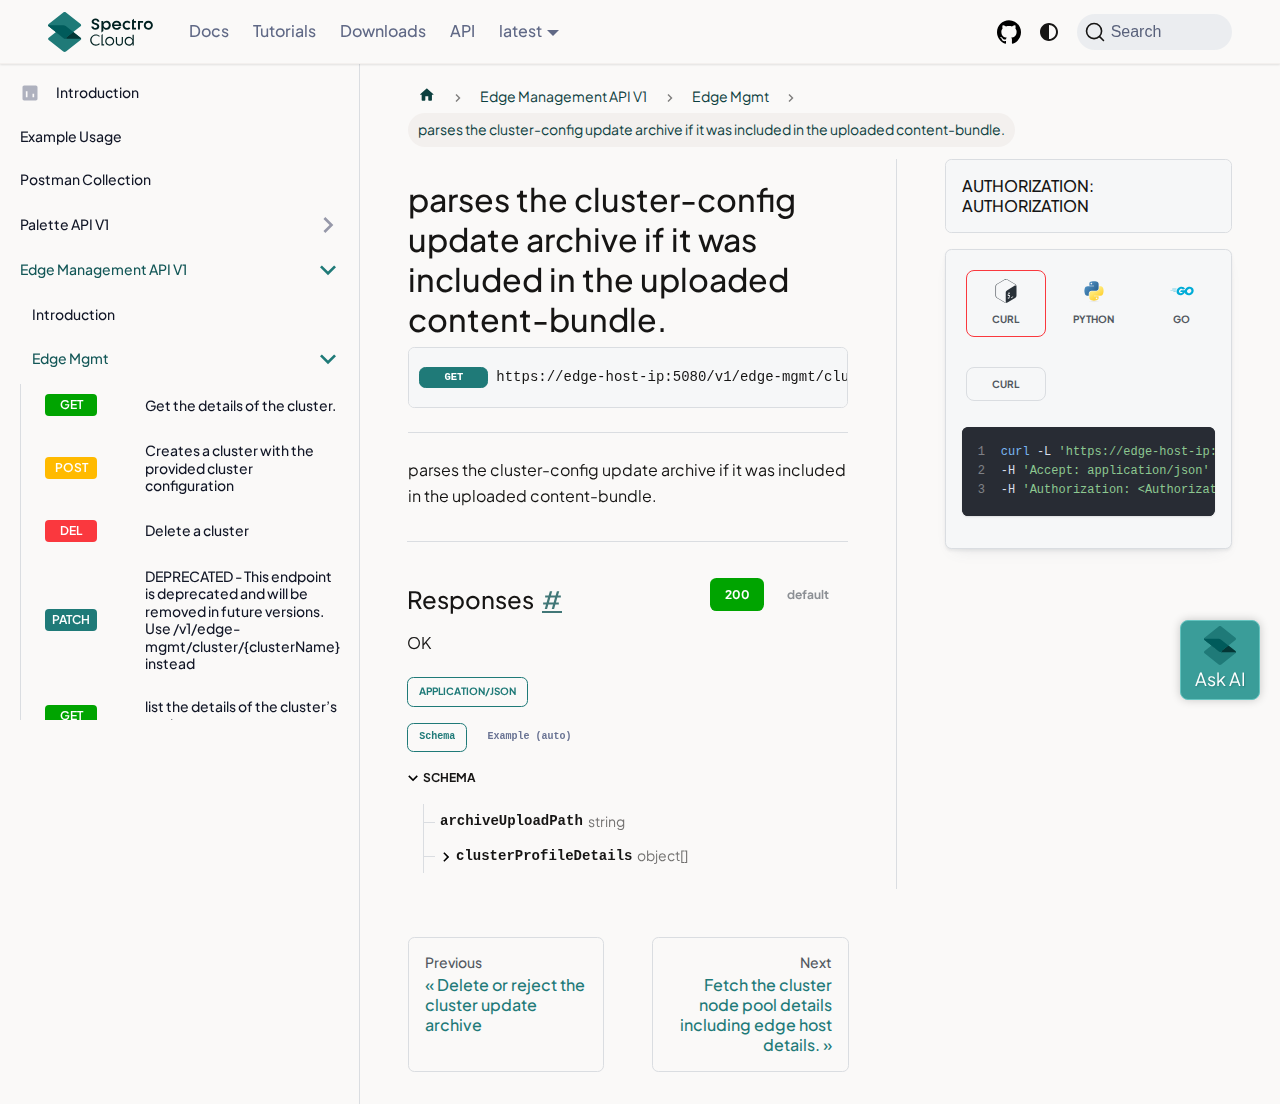 Spectro
Cloud
Docs
Tutorials
Downloads
API
latest
Search
Introduction
Example Usage
Postman Collection
Palette API V1
Edge Management API V1
Introduction
Edge Mgmt
GET
Get the details of the cluster.
POST
Creates a cluster with the
provided cluster
configuration
DEL
Delete a cluster
PATCH
DEPRECATED - This endpoint
is deprecated and will be
removed in future versions.
Use /v1/edge-
mgmt/cluster/{clusterName}
instead
GET
list the details of the cluster's
Edge Management API V1
Edge Mgmt
parses the cluster-config update archive if it was included in the uploaded content-bundle.
parses the cluster-config
update archive if it was
included in the uploaded
content-bundle.
GET
https://edge-host-ip:5080/v1/edge-mgmt/clu
parses the cluster-config update archive if it was included
in the uploaded content-bundle.
Responses #
200
default
OK
APPLICATION/JSON
Schema
Example (auto)
SCHEMA
archiveUploadPath string
clusterProfileDetails object[]
Previous
« Delete or reject the
cluster update
archive
Next
Fetch the cluster
node pool details
including edge host
details. »
AUTHORIZATION:
AUTHORIZATION
CURL
PYTHON
GO
CURL
1 curl -L 'https://edge-host-ip:
2 -H 'Accept: application/json'
3 -H 'Authorization: <Authorizat
Ask AI